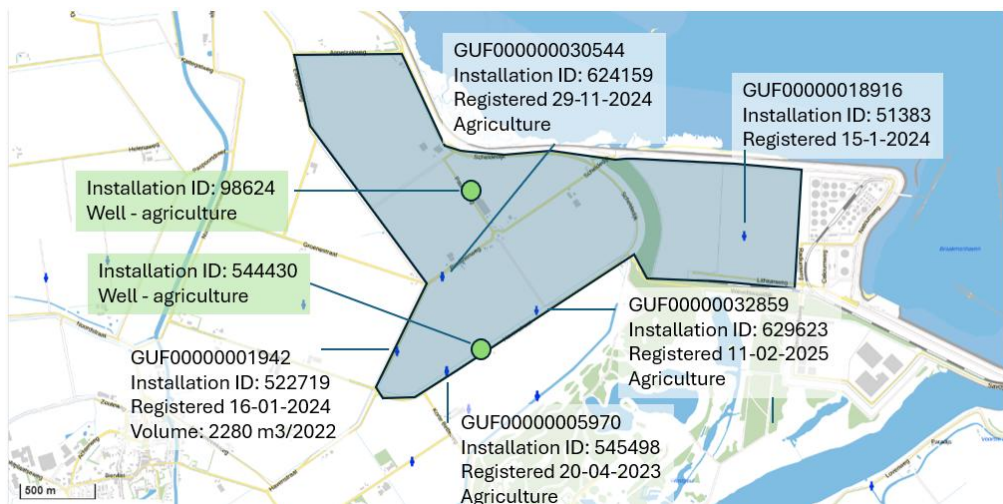 GUF000000030544
Installation ID: 624159
Registered 29-11-2024
Agriculture
GUF00000018916
Installation ID: 51383
Registered 15-1-2024
Installation ID: 98624
Well - agriculture
Installation ID: 544430
Well - agriculture
GUF00000001942
Installation ID: 522719
Registered 16-01-2024
Volume: 2280 m3/2022
GUF00000032859
Installation ID: 629623
Registered 11-02-2025
Agriculture
GUF00000005970
Installation ID: 545498
Registered 20-04-2023
Agriculture
Helenaweg
Groenestraat
Noordstraat
500 m